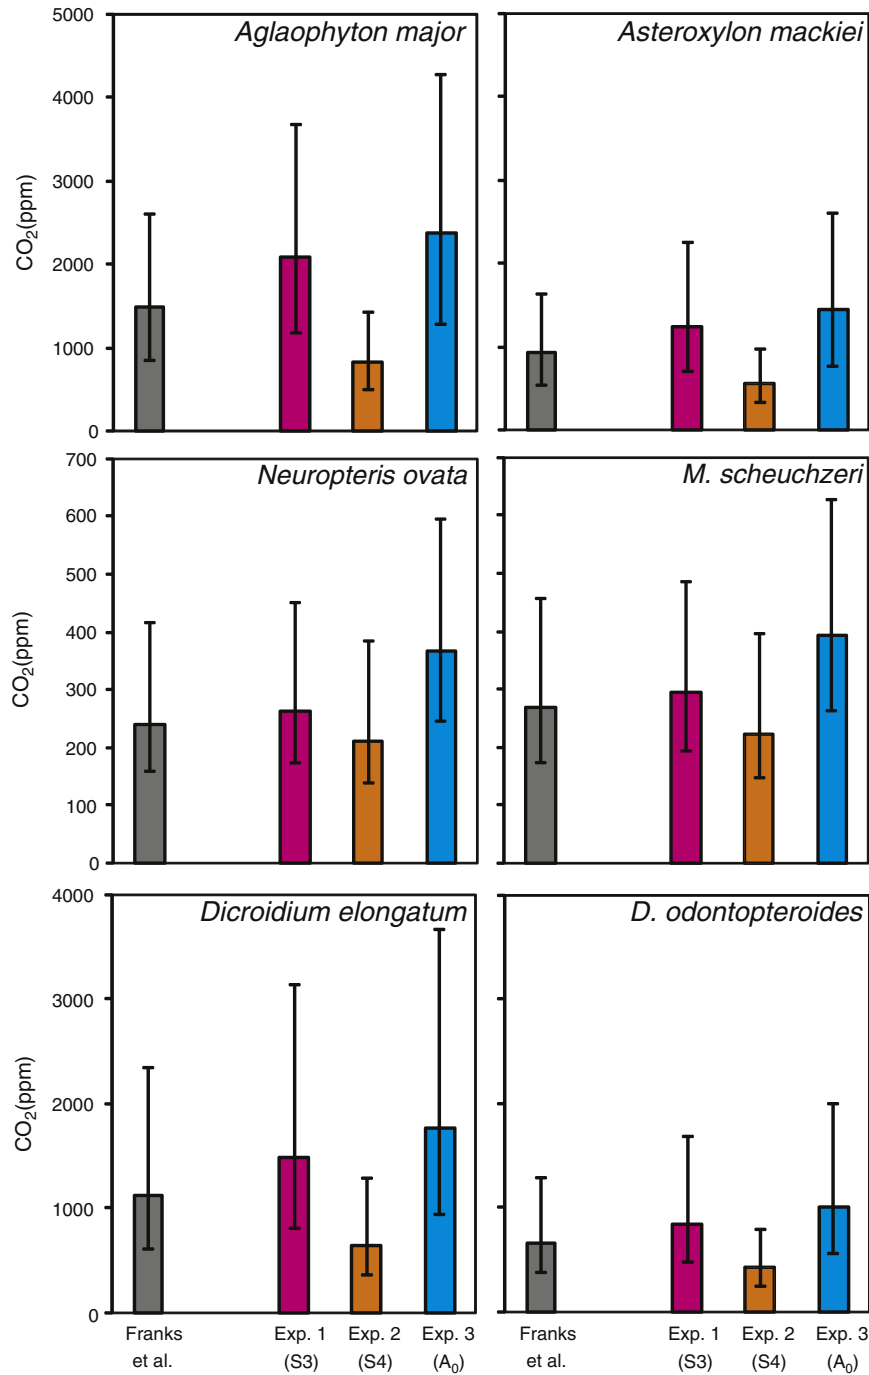 Aglaophyton major
Asteroxylon mackiei
5000
4000
3000
2000
1000
0
CO₂(ppm)
Neuropteris ovata
M. scheuchzeri
700
600
500
400
300
200
100
0
CO₂(ppm)
Dicroidium elongatum
D. odontopteroides
4000
3000
2000
1000
0
CO₂(ppm)
Franks Exp. 1 Exp. 2 Exp. 3 Franks Exp. 1 Exp. 2 Exp. 3
et al. (S3) (S4) (A₀) et al. (S3) (S4) (A₀)